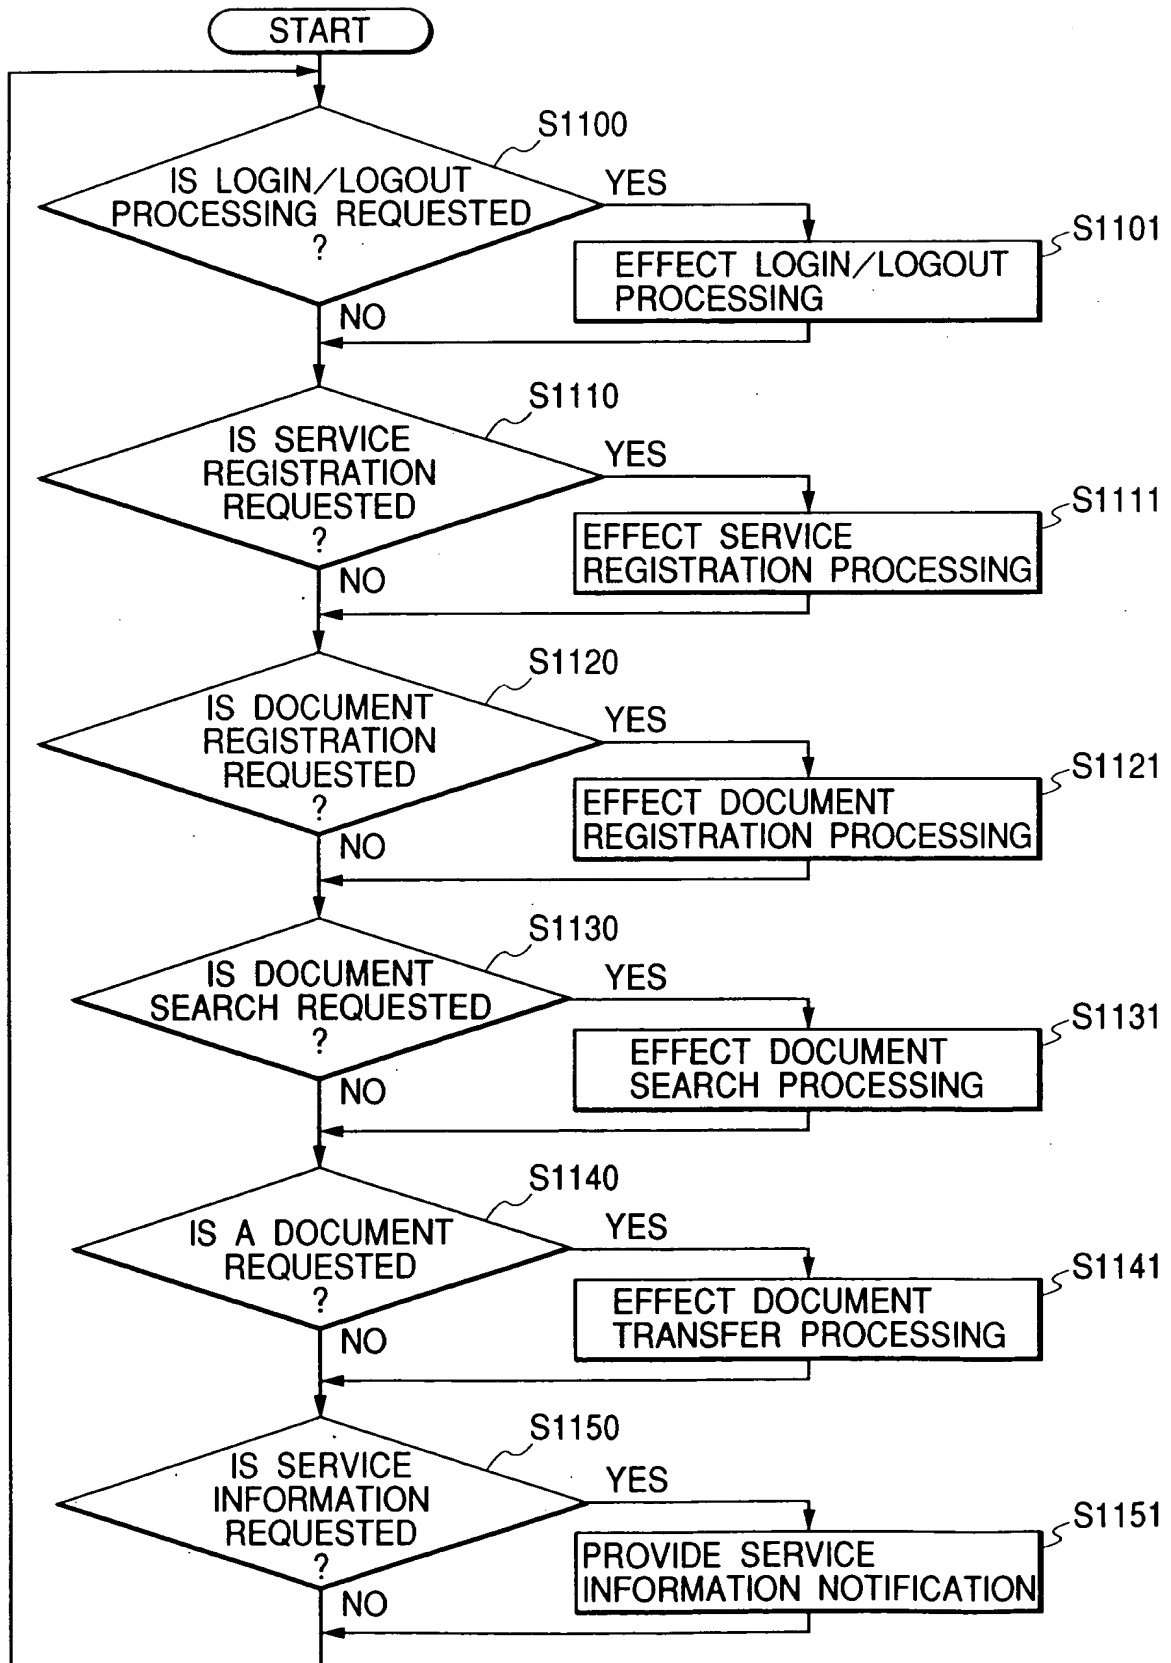 START
S1100
IS LOGIN/LOGOUT
PROCESSING REQUESTED
?
YES
S1101
EFFECT LOGIN/LOGOUT
PROCESSING
NO
S1110
IS SERVICE
REGISTRATION
REQUESTED
?
YES
S1111
EFFECT SERVICE
REGISTRATION PROCESSING
NO
S1120
IS DOCUMENT
REGISTRATION
REQUESTED
?
YES
S1121
EFFECT DOCUMENT
REGISTRATION PROCESSING
NO
S1130
IS DOCUMENT
SEARCH REQUESTED
?
YES
S1131
EFFECT DOCUMENT
SEARCH PROCESSING
NO
S1140
IS A DOCUMENT
REQUESTED
?
YES
S1141
EFFECT DOCUMENT
TRANSFER PROCESSING
NO
S1150
IS SERVICE
INFORMATION
REQUESTED
?
YES
S1151
PROVIDE SERVICE
INFORMATION NOTIFICATION
NO